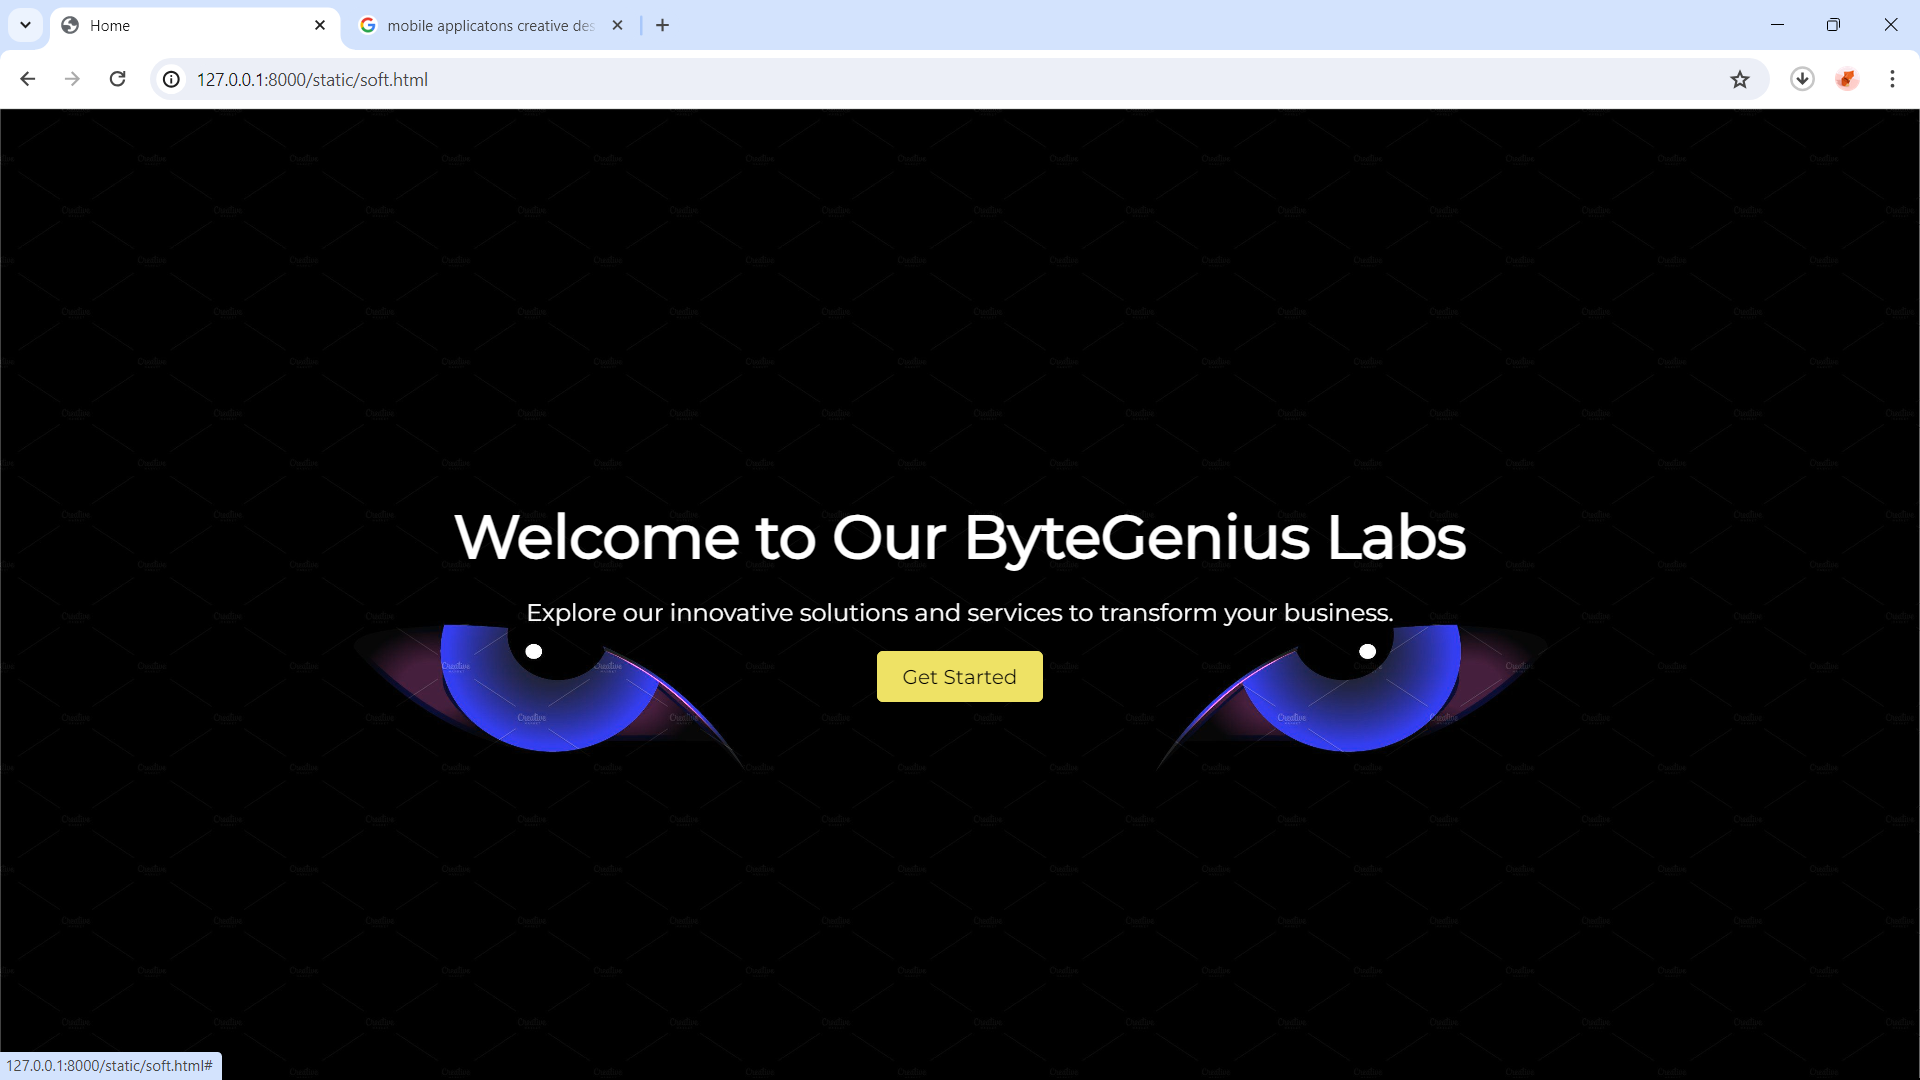 Home
mobile applicatons creative des
127.0.0.1:8000/static/soft.html
Welcome to Our ByteGenius Labs
Explore our innovative solutions and services to transform your business.
Get Started
Creative
127.0.0.1:8000/static/soft.html#